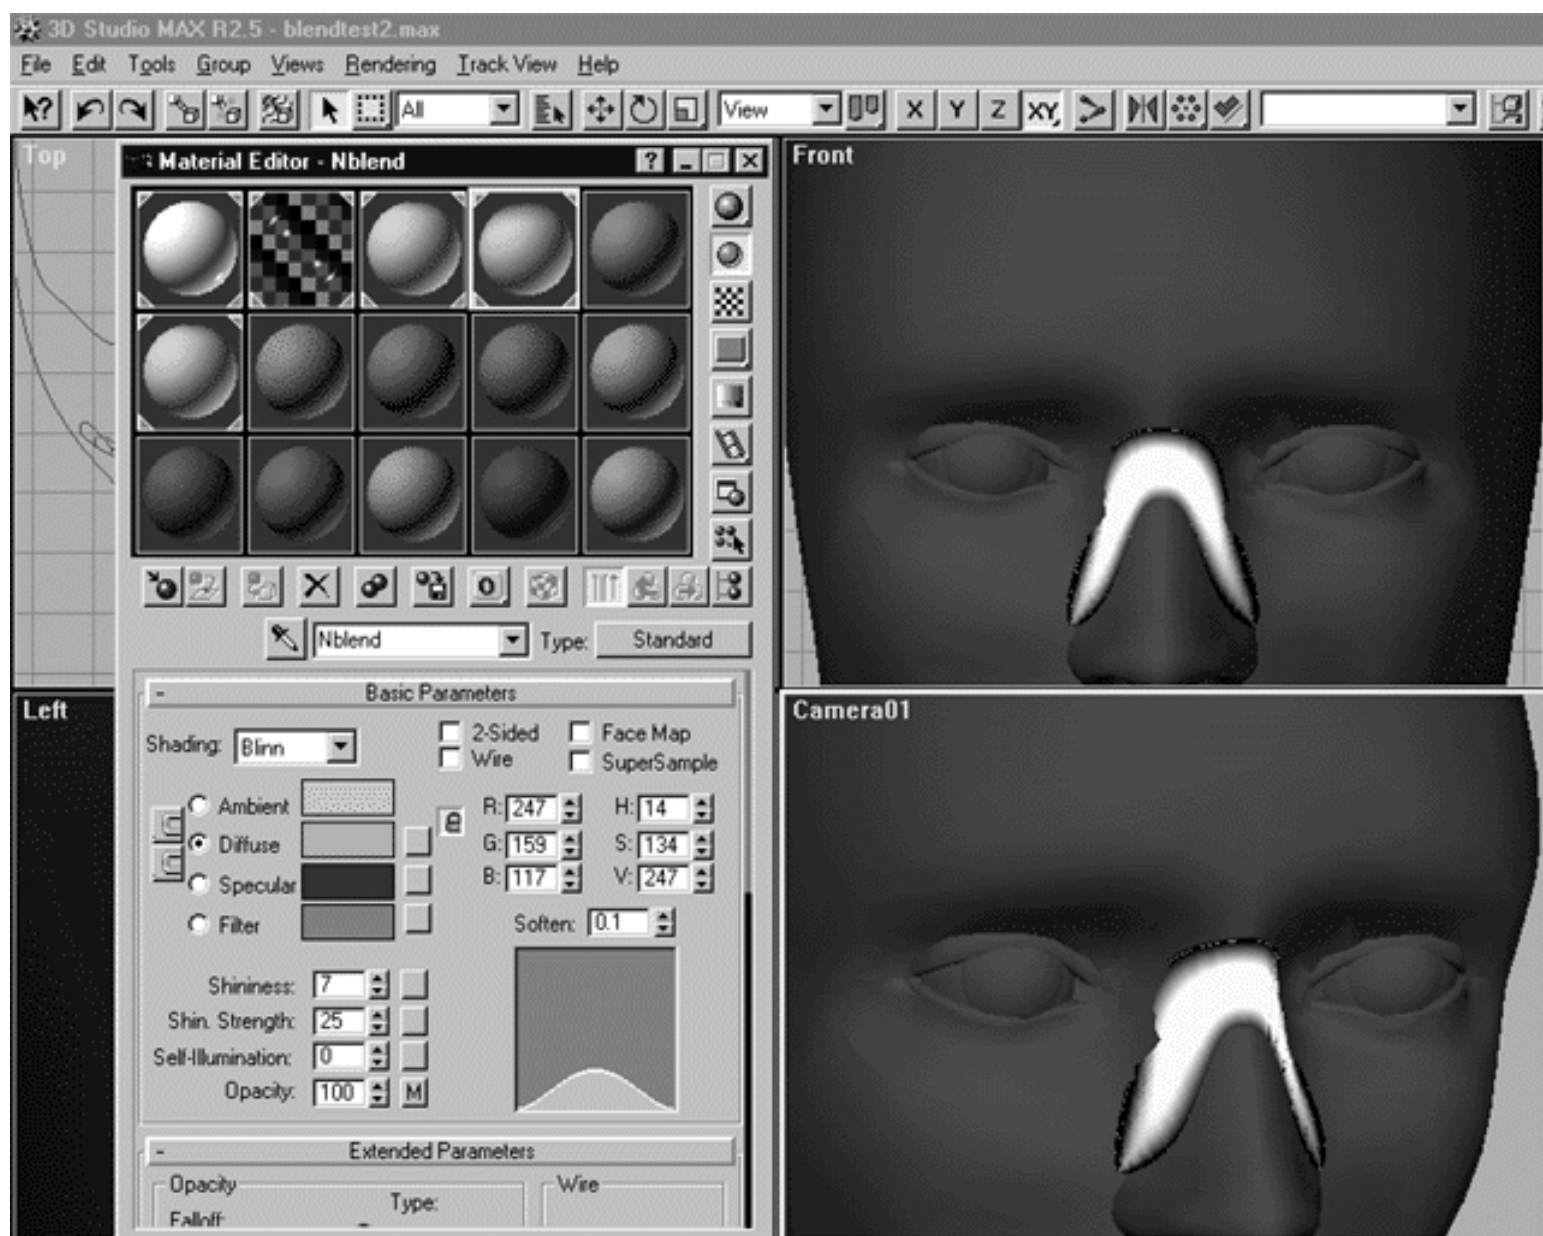 3D Studio MAX R2.5 - blendtest2.max
File Edit Tools Group Views Rendering Track View Help
All View X Y Z XY
Top
Material Editor - Nblend
Front
Nblend Type: Standard
- Basic Parameters
Left
Camera01
Shading: Blinn
2-Sided Face Map
Wire SuperSample
Ambient R: 247 H: 14
Diffuse G: 159 S: 134
Specular B: 117 V: 247
Filter Soften: 0.1
Shininess: 7
Shin. Strength: 25
Self-Illumination: 0
Opacity: 100 M
- Extended Parameters
Opacity Wire
Type:
Falloff: